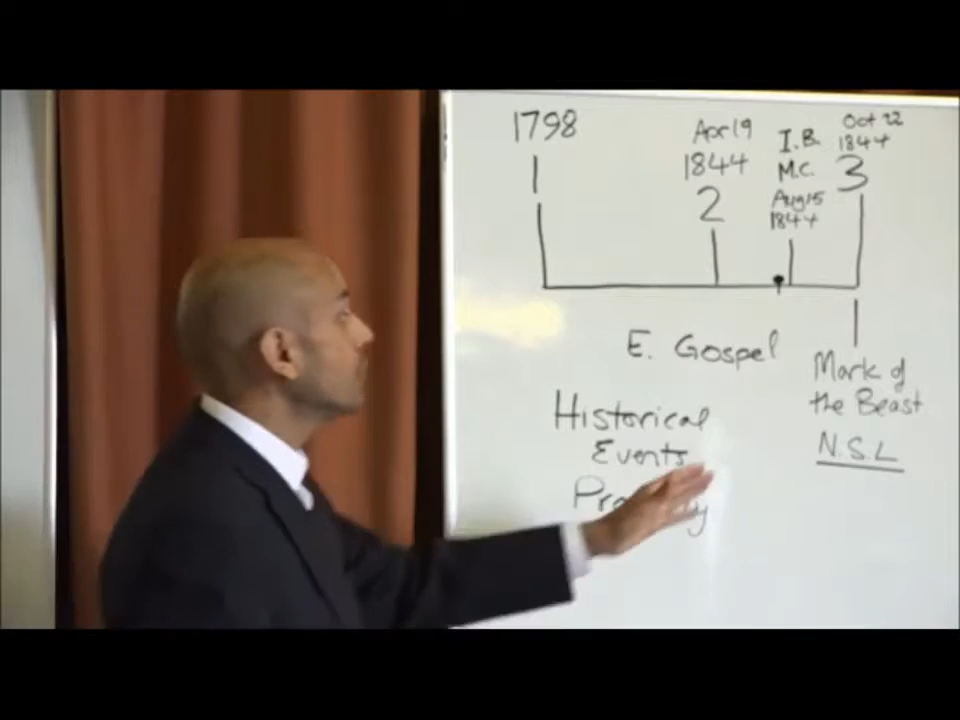 1798
1
Apr 19
1844
2
I.B.
M.C.
Aug 15
1844
Oct 22
1844
3
E. Gospel
Historical
Events
Mark of
the Beast
N.S.L